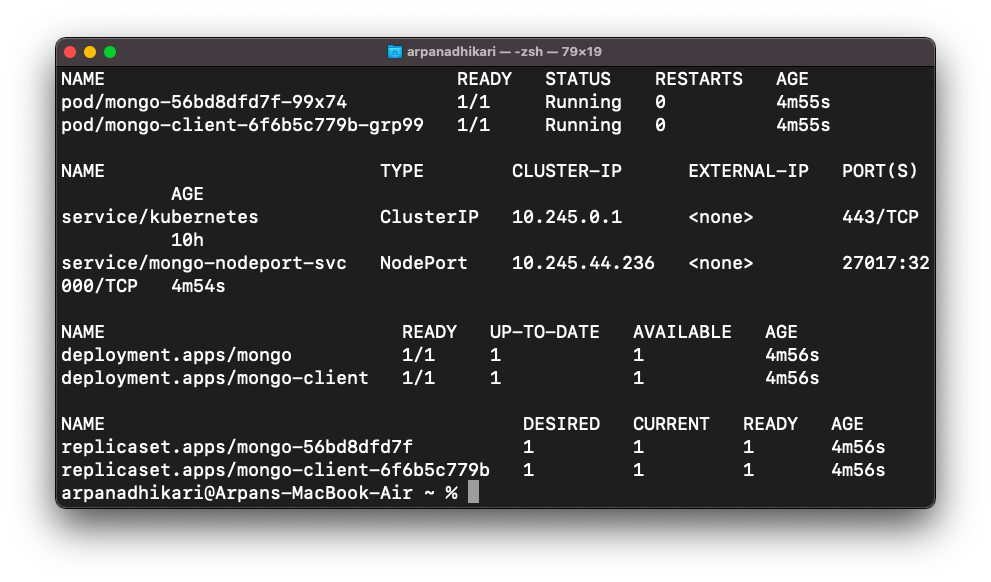 arpanadhikari — -zsh — 79×19
NAME READY STATUS RESTARTS AGE
pod/mongo-56bd8dfd7f-99x74 1/1 Running 0 4m55s
pod/mongo-client-6f6b5c779b-grp99 1/1 Running 0 4m55s
NAME TYPE CLUSTER-IP EXTERNAL-IP PORT(S)
AGE
service/kubernetes ClusterIP 10.245.0.1 <none> 443/TCP
10h
service/mongo-nodeport-svc NodePort 10.245.44.236 <none> 27017:32
000/TCP 4m54s
NAME READY UP-TO-DATE AVAILABLE AGE
deployment.apps/mongo 1/1 1 1 4m56s
deployment.apps/mongo-client 1/1 1 1 4m56s
NAME DESIRED CURRENT READY AGE
replicaset.apps/mongo-56bd8dfd7f 1 1 1 4m56s
replicaset.apps/mongo-client-6f6b5c779b 1 1 1 4m56s
arpanadhikari@Arpans-MacBook-Air ~ %